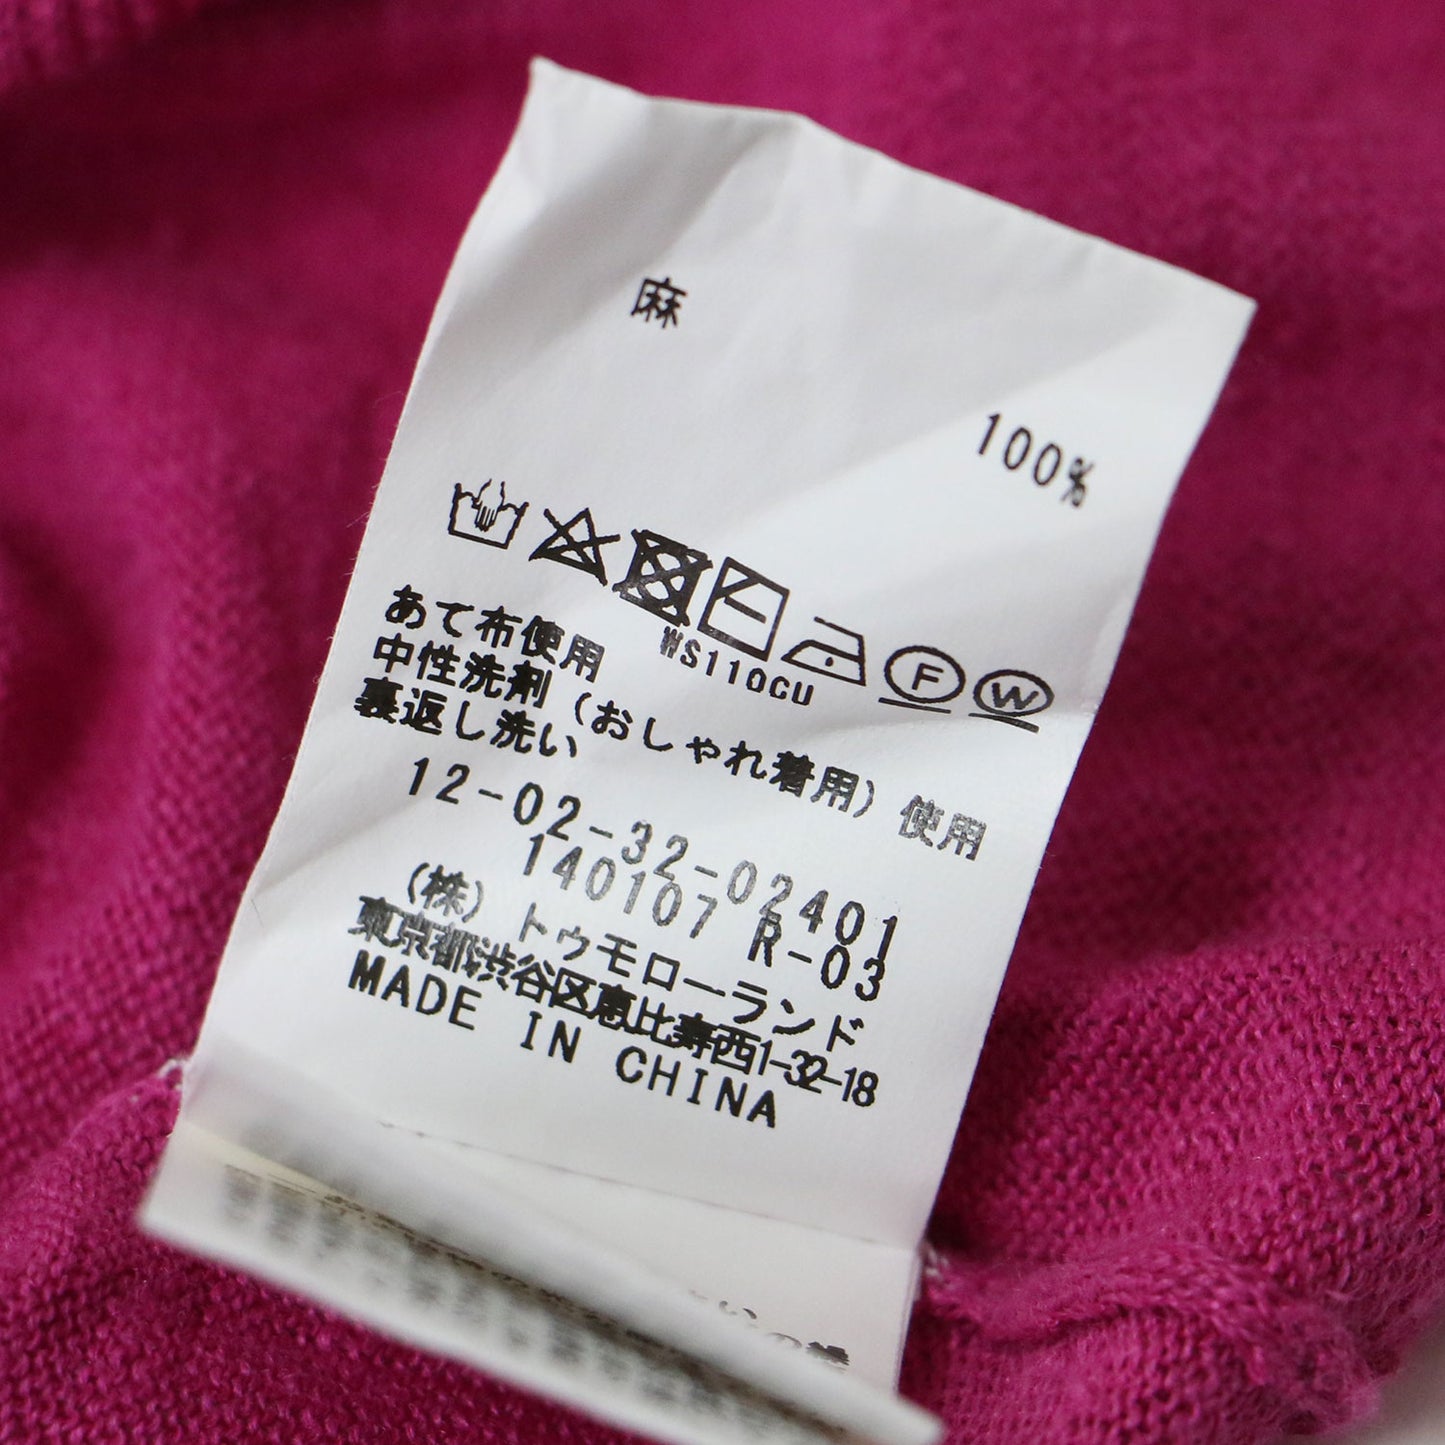 麻
100%
F W
WS110CU
あて布使用
中性洗剤(おしゃれ着用)使用
裏返し洗い
12-02-32-02401
140107 R-03
(株)トゥモローランド
東京都渋谷区恵比寿西1-32-18
MADE IN CHINA